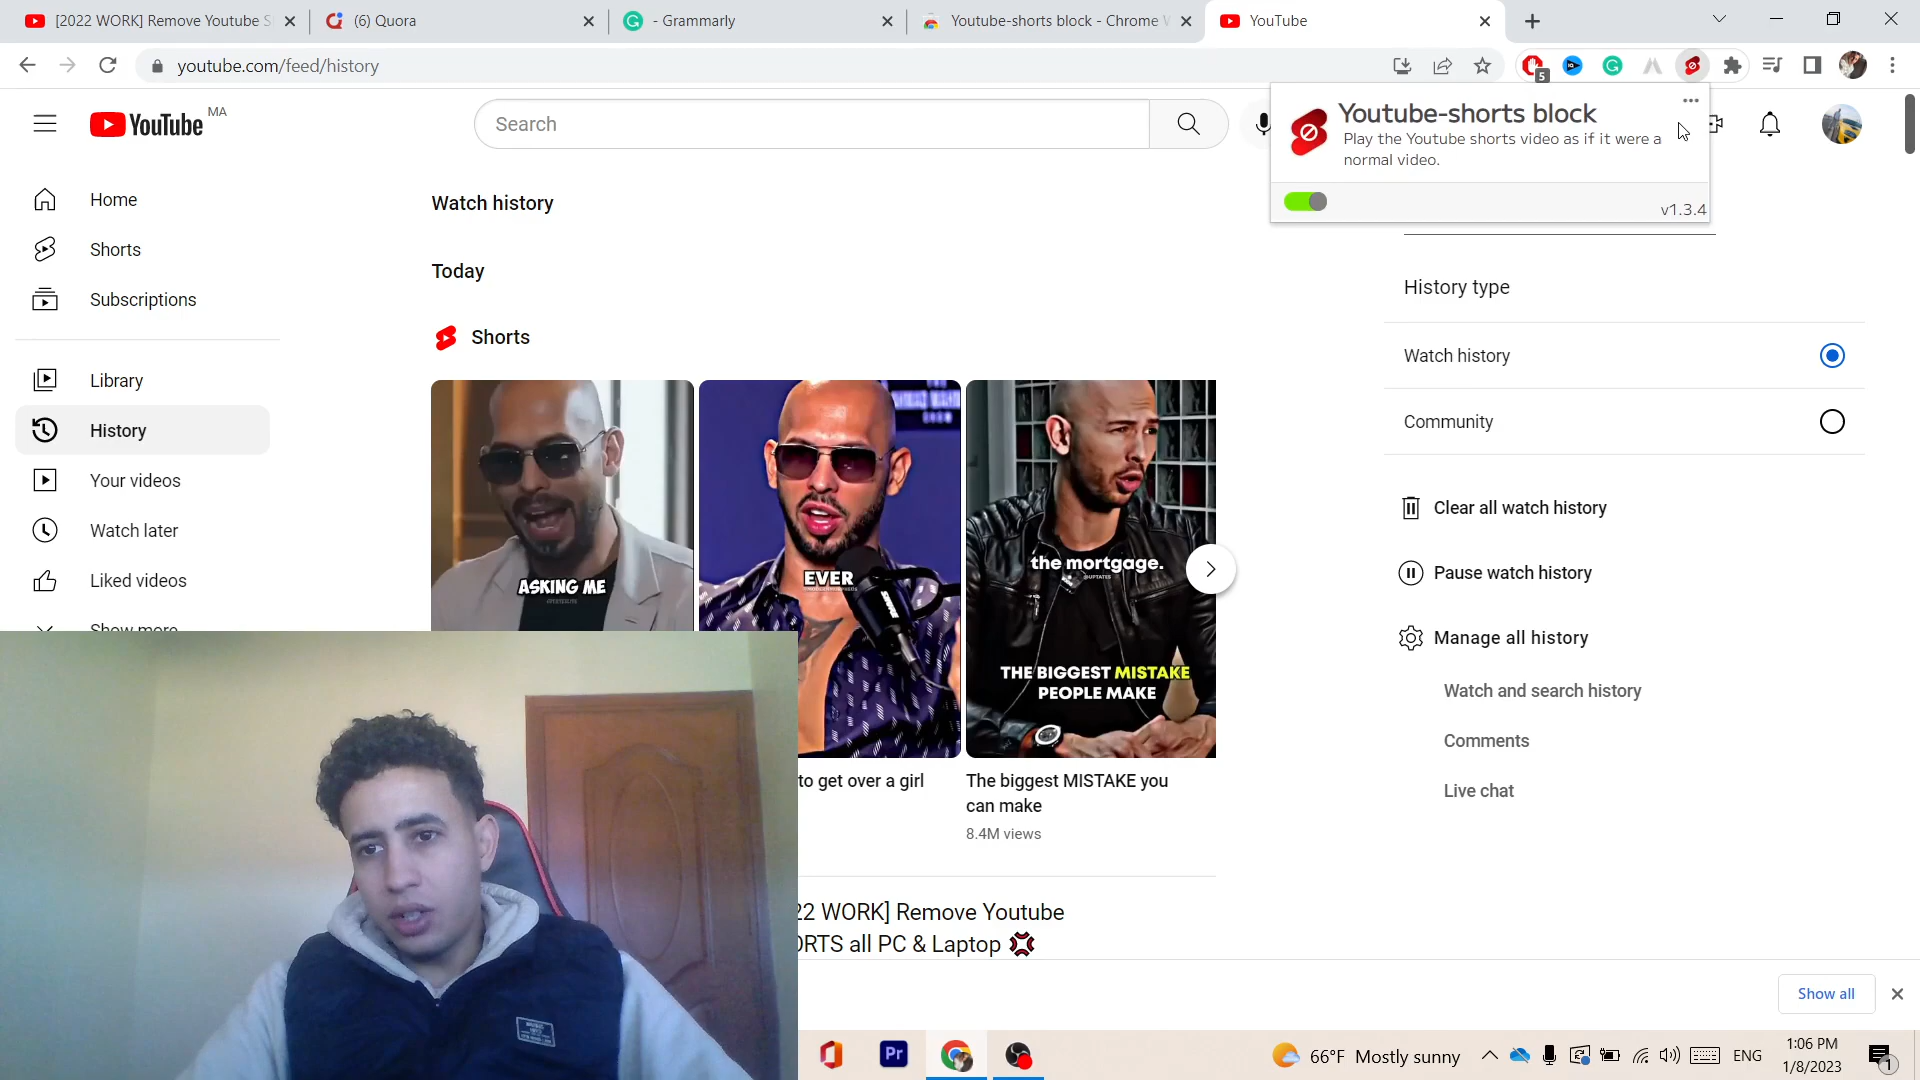 [2022 WORK] Remove Youtube S
(6) Quora
- Grammarly
Youtube-shorts block - Chrome W
YouTube
youtube.com/feed/history
5
YouTube
MA
Search
Youtube-shorts block
Play the Youtube shorts video as if it were a
normal video.
v1.3.4
Home
Shorts
Subscriptions
Library
History
Your videos
Watch later
Liked videos
Show more
Watch history
Today
Shorts
ASKING ME
EVER
the mortgage.
THE BIGGEST MISTAKE
PEOPLE MAKE
to get over a girl
The biggest MISTAKE you
can make
8.4M views
22 WORK] Remove Youtube
ORTS all PC & Laptop
History type
Watch history
Community
Clear all watch history
Pause watch history
Manage all history
Watch and search history
Comments
Live chat
Show all
Pr
66°F Mostly sunny
ENG
1:06 PM
1/8/2023
1